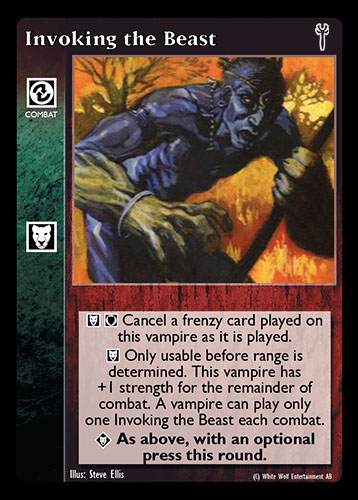 Invoking the Beast
COMBAT
Cancel a frenzy card played on
this vampire as it is played.
Only usable before range is
determined. This vampire has
+1 strength for the remainder of
combat. A vampire can play only
one Invoking the Beast each combat.
As above, with an optional
press this round.
Illus: Steve Ellis
(C) White Wolf Entertainment AB